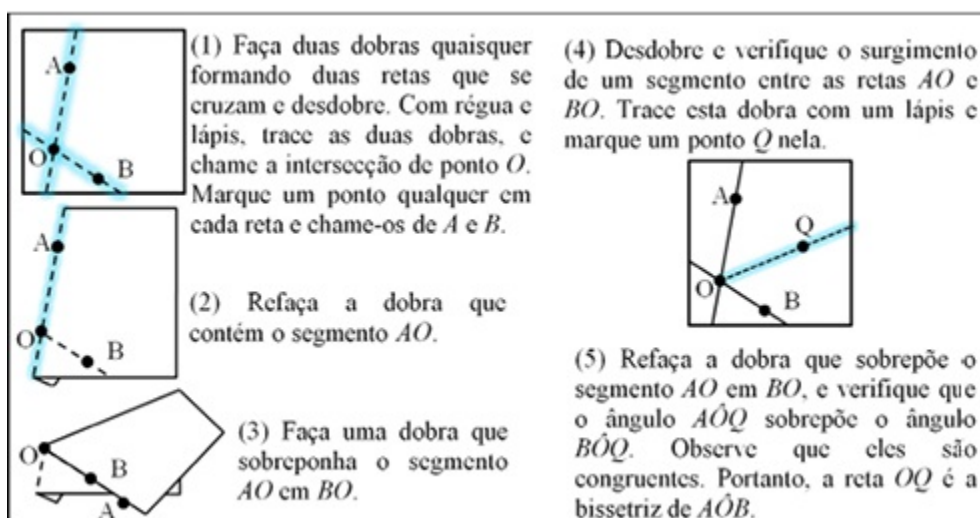 (1) Faça duas dobras quaisquer
formando duas retas que se
cruzam e desdobre. Com régua e
lápis, trace as duas dobras, e
chame a intersecção de ponto O.
Marque um ponto qualquer em
cada reta e chame-os de A e B.
A
O
B
A
O
B
(2) Refaça a dobra que
contém o segmento AO.
O
B
A
(3) Faça uma dobra que
sobreponha o segmento
AO em BO.
(4) Desdobre e verifique o surgimento
de um segmento entre as retas AO e
BO. Trace esta dobra com um lápis e
marque um ponto Q nela.
A
Q
O
B
(5) Refaça a dobra que sobrepõe o
segmento AO em BO, e verifique que
o ângulo AÔQ sobrepõe o ângulo
BÔQ. Observe que eles são
congruentes. Portanto, a reta OQ é a
bissetriz de AÔB.